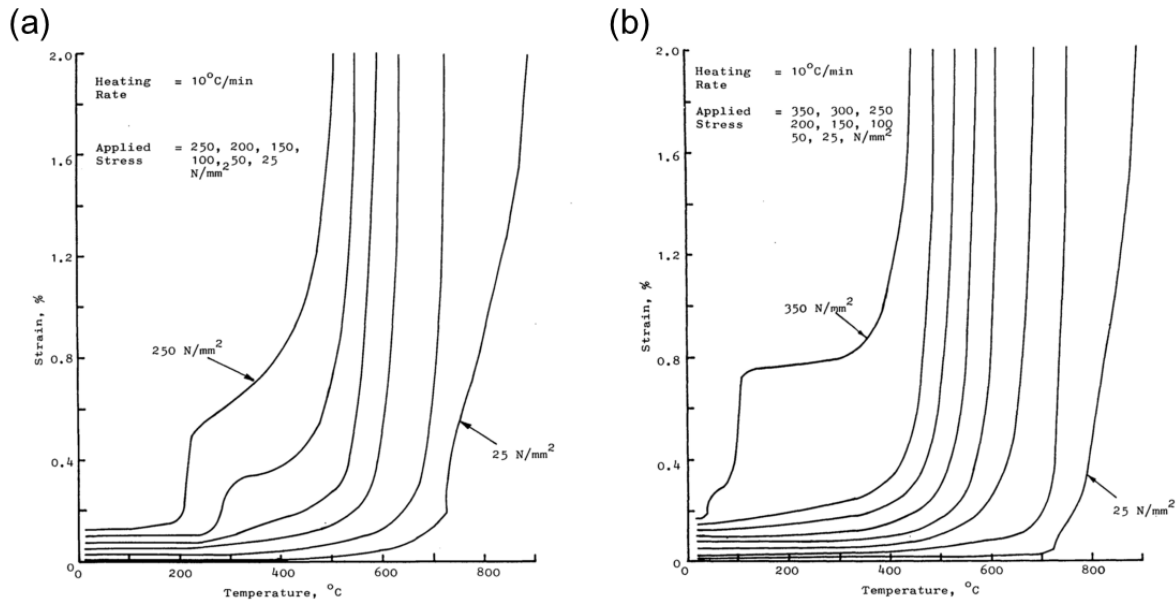 (a)
2.0
1.6
1.2
0.8
0.4
0
Strain, %
Heating = 10°C/min
Rate
Applied = 250, 200, 150,
Stress 100, 50, 25
N/mm²
250 N/mm²
25 N/mm²
200 400 600 800
Temperature, °C
(b)
2.0
1.6
1.2
0.8
0.4
0
Strain, %
Heating = 10°C/min
Rate
Applied = 350, 300, 250
Stress 200, 150, 100
50, 25, N/mm²
350 N/mm²
25 N/mm²
0 200 400 600 800
Temperature, °C